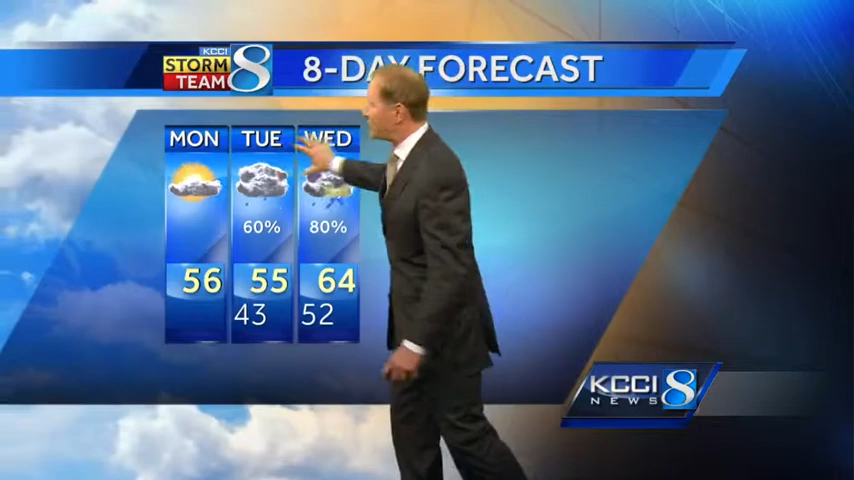 KCCI
STORM
TEAM 8
8-DAY FORECAST
MON TUE WED
60% 80%
56 55 64
43 52
KCCI 8
NEWS